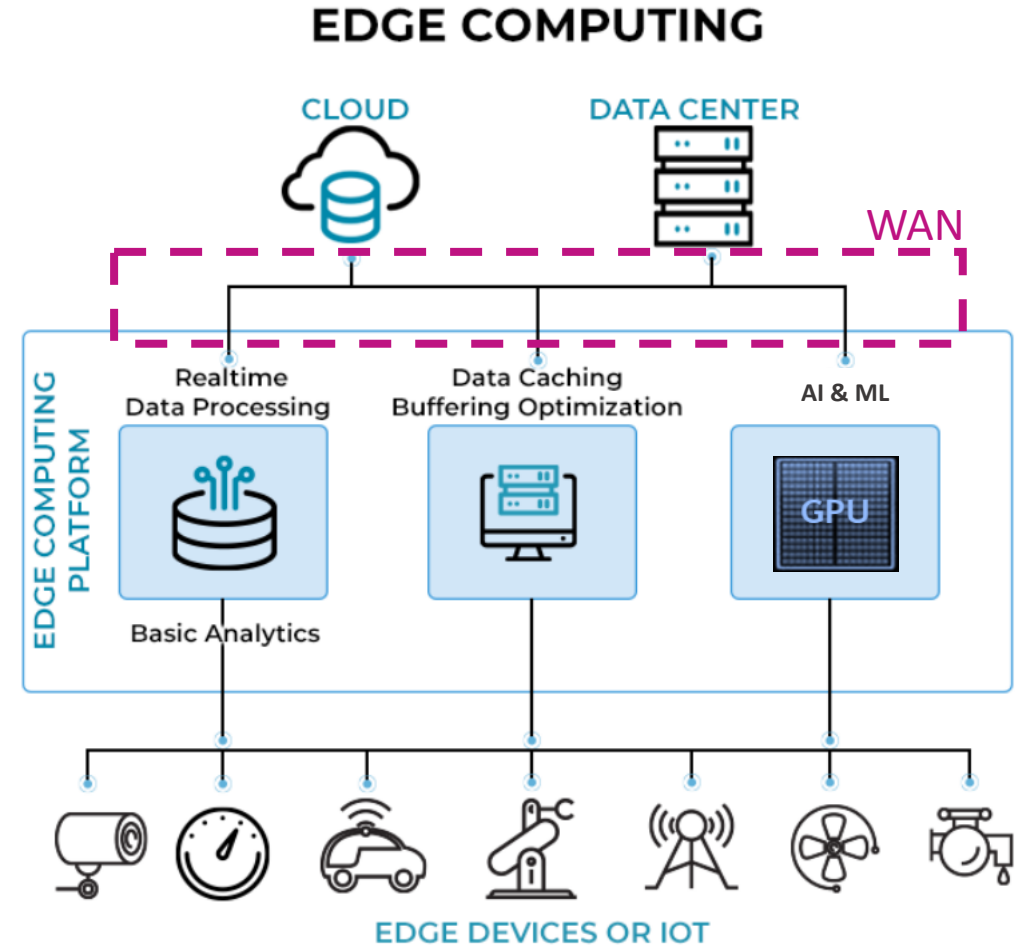 EDGE COMPUTING
CLOUD
DATA CENTER
WAN
EDGE COMPUTING
PLATFORM
Realtime
Data Processing
Data Caching
Buffering Optimization
AI & ML
GPU
Basic Analytics
EDGE DEVICES OR IOT